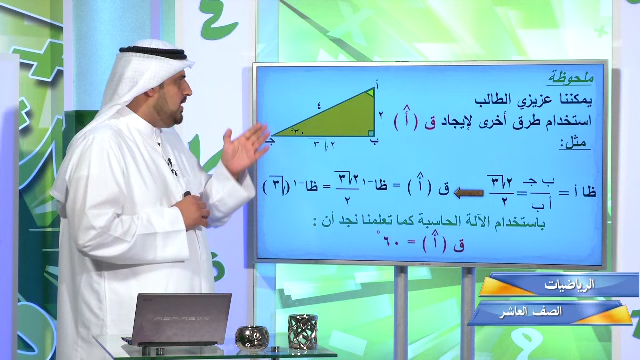 ملحوظة
يمكننا عزيزي الطالب
استخدام طرق أخرى لإيجاد ق ( أ̂ )
مثل:
أ
٤
٢
٣٠°
جـ
٢√٣
ب
ظا أ = ب جـ / أ ب = ٢√٣ / ٢ ← ق ( أ̂ ) = ظا⁻¹ ٢√٣ / ٢ = ظا⁻¹ (√٣)
باستخدام الآلة الحاسبة كما تعلمنا نجد أن :
ق ( أ̂ ) = ٦٠°
الرياضيات
الصف العاشر